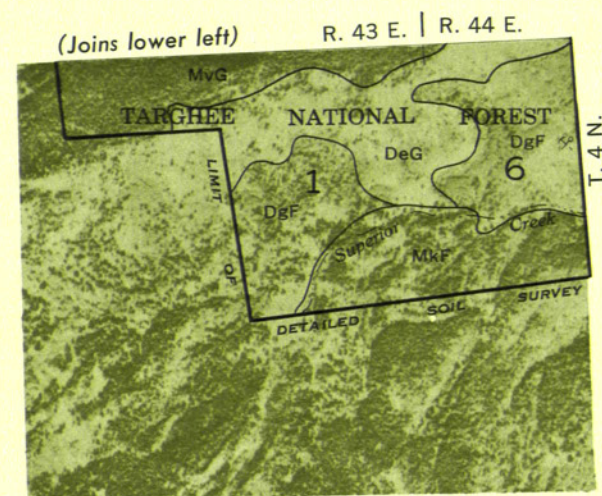 (Joins lower left)
R. 43 E. | R. 44 E.
MvG
TARGHEE NATIONAL FOREST
DeG
DgF
6
T. 4 N.
1
DgF
LIMIT OF DETAILED SOIL SURVEY
Superior Creek
MkF